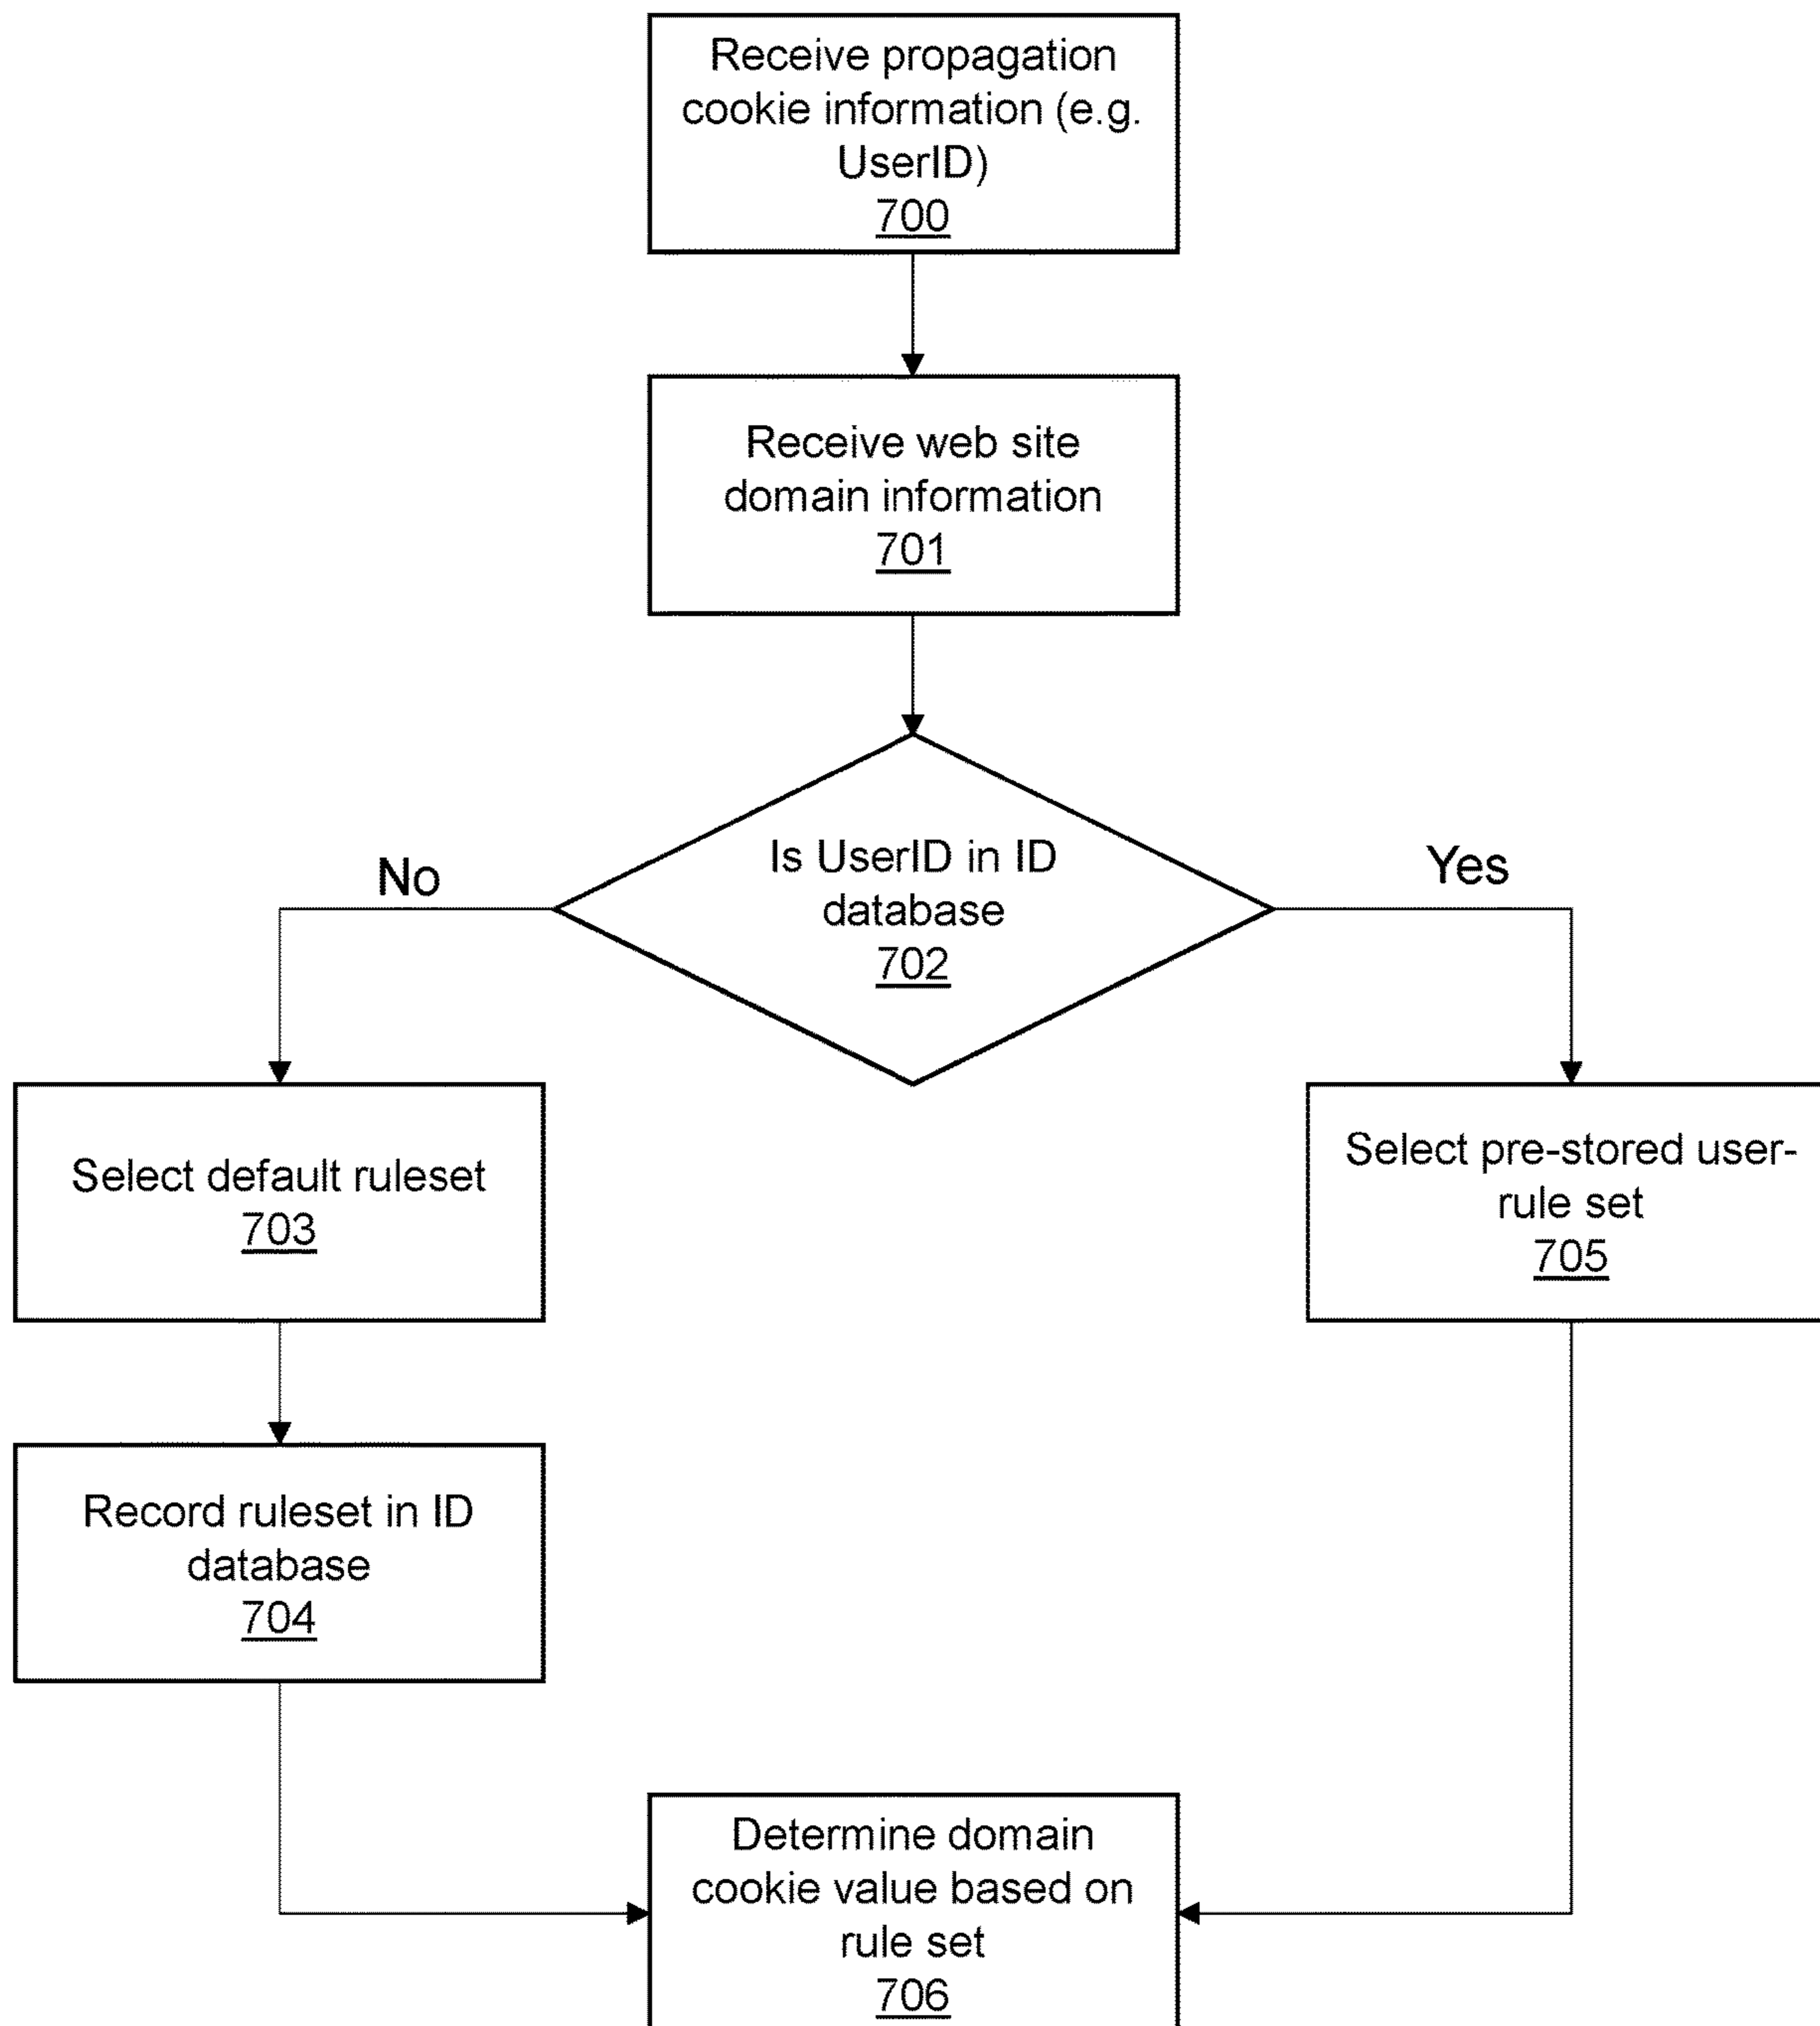 Receive propagation
cookie information (e.g.
UserID)
700
Receive web site
domain information
701
Is UserID in ID
database
702
No
Yes
Select default ruleset
703
Select pre-stored user-
rule set
705
Record ruleset in ID
database
704
Determine domain
cookie value based on
rule set
706